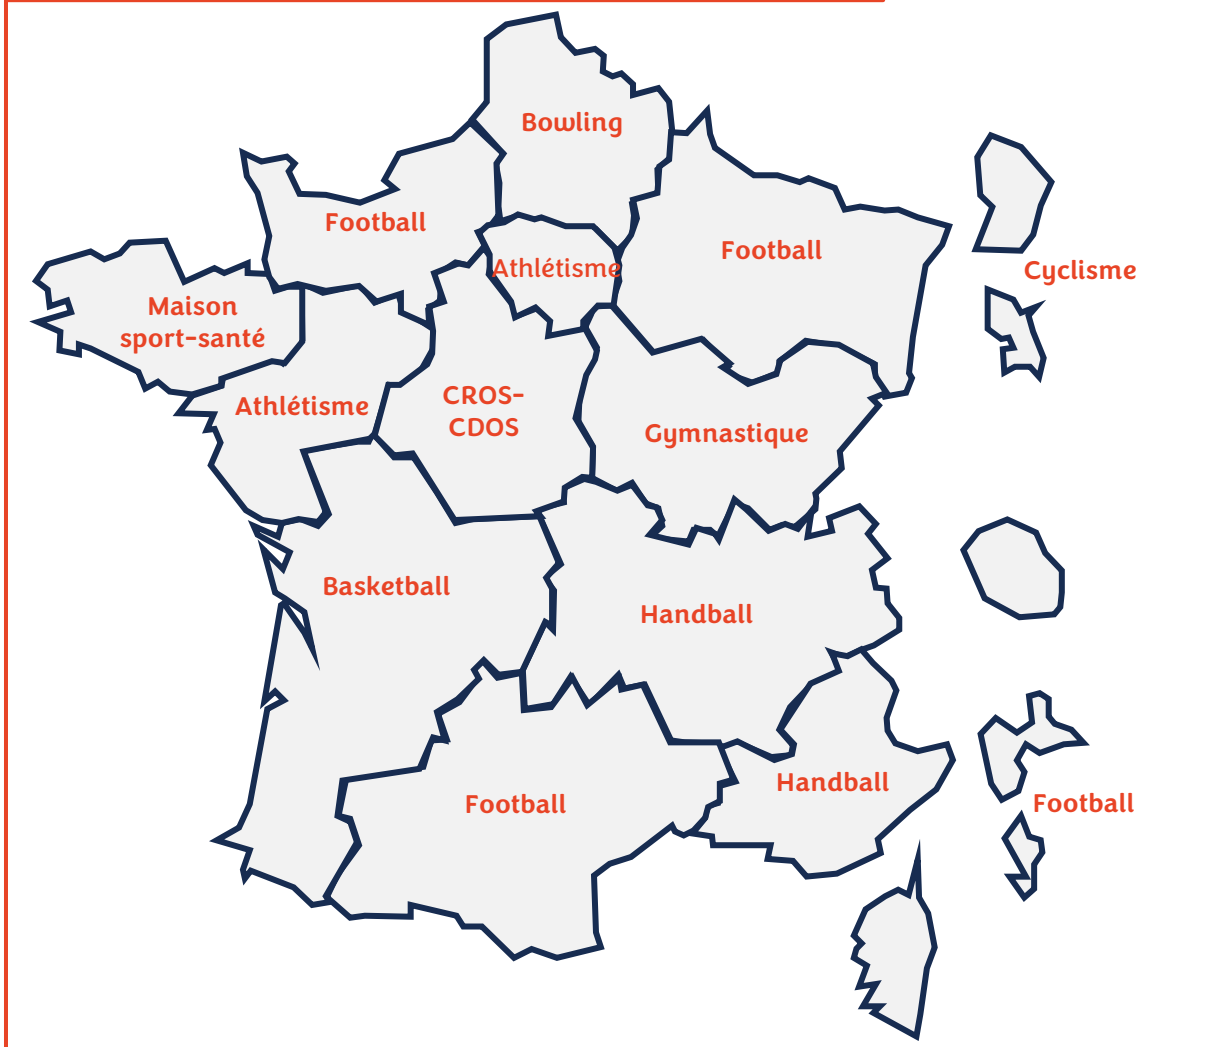 Bowling
Football
Athlétisme
Football
Cyclisme
Maison
sport-santé
Athlétisme
CROS-
CDOS
Gymnastique
Basketball
Handball
Handball
Football
Football